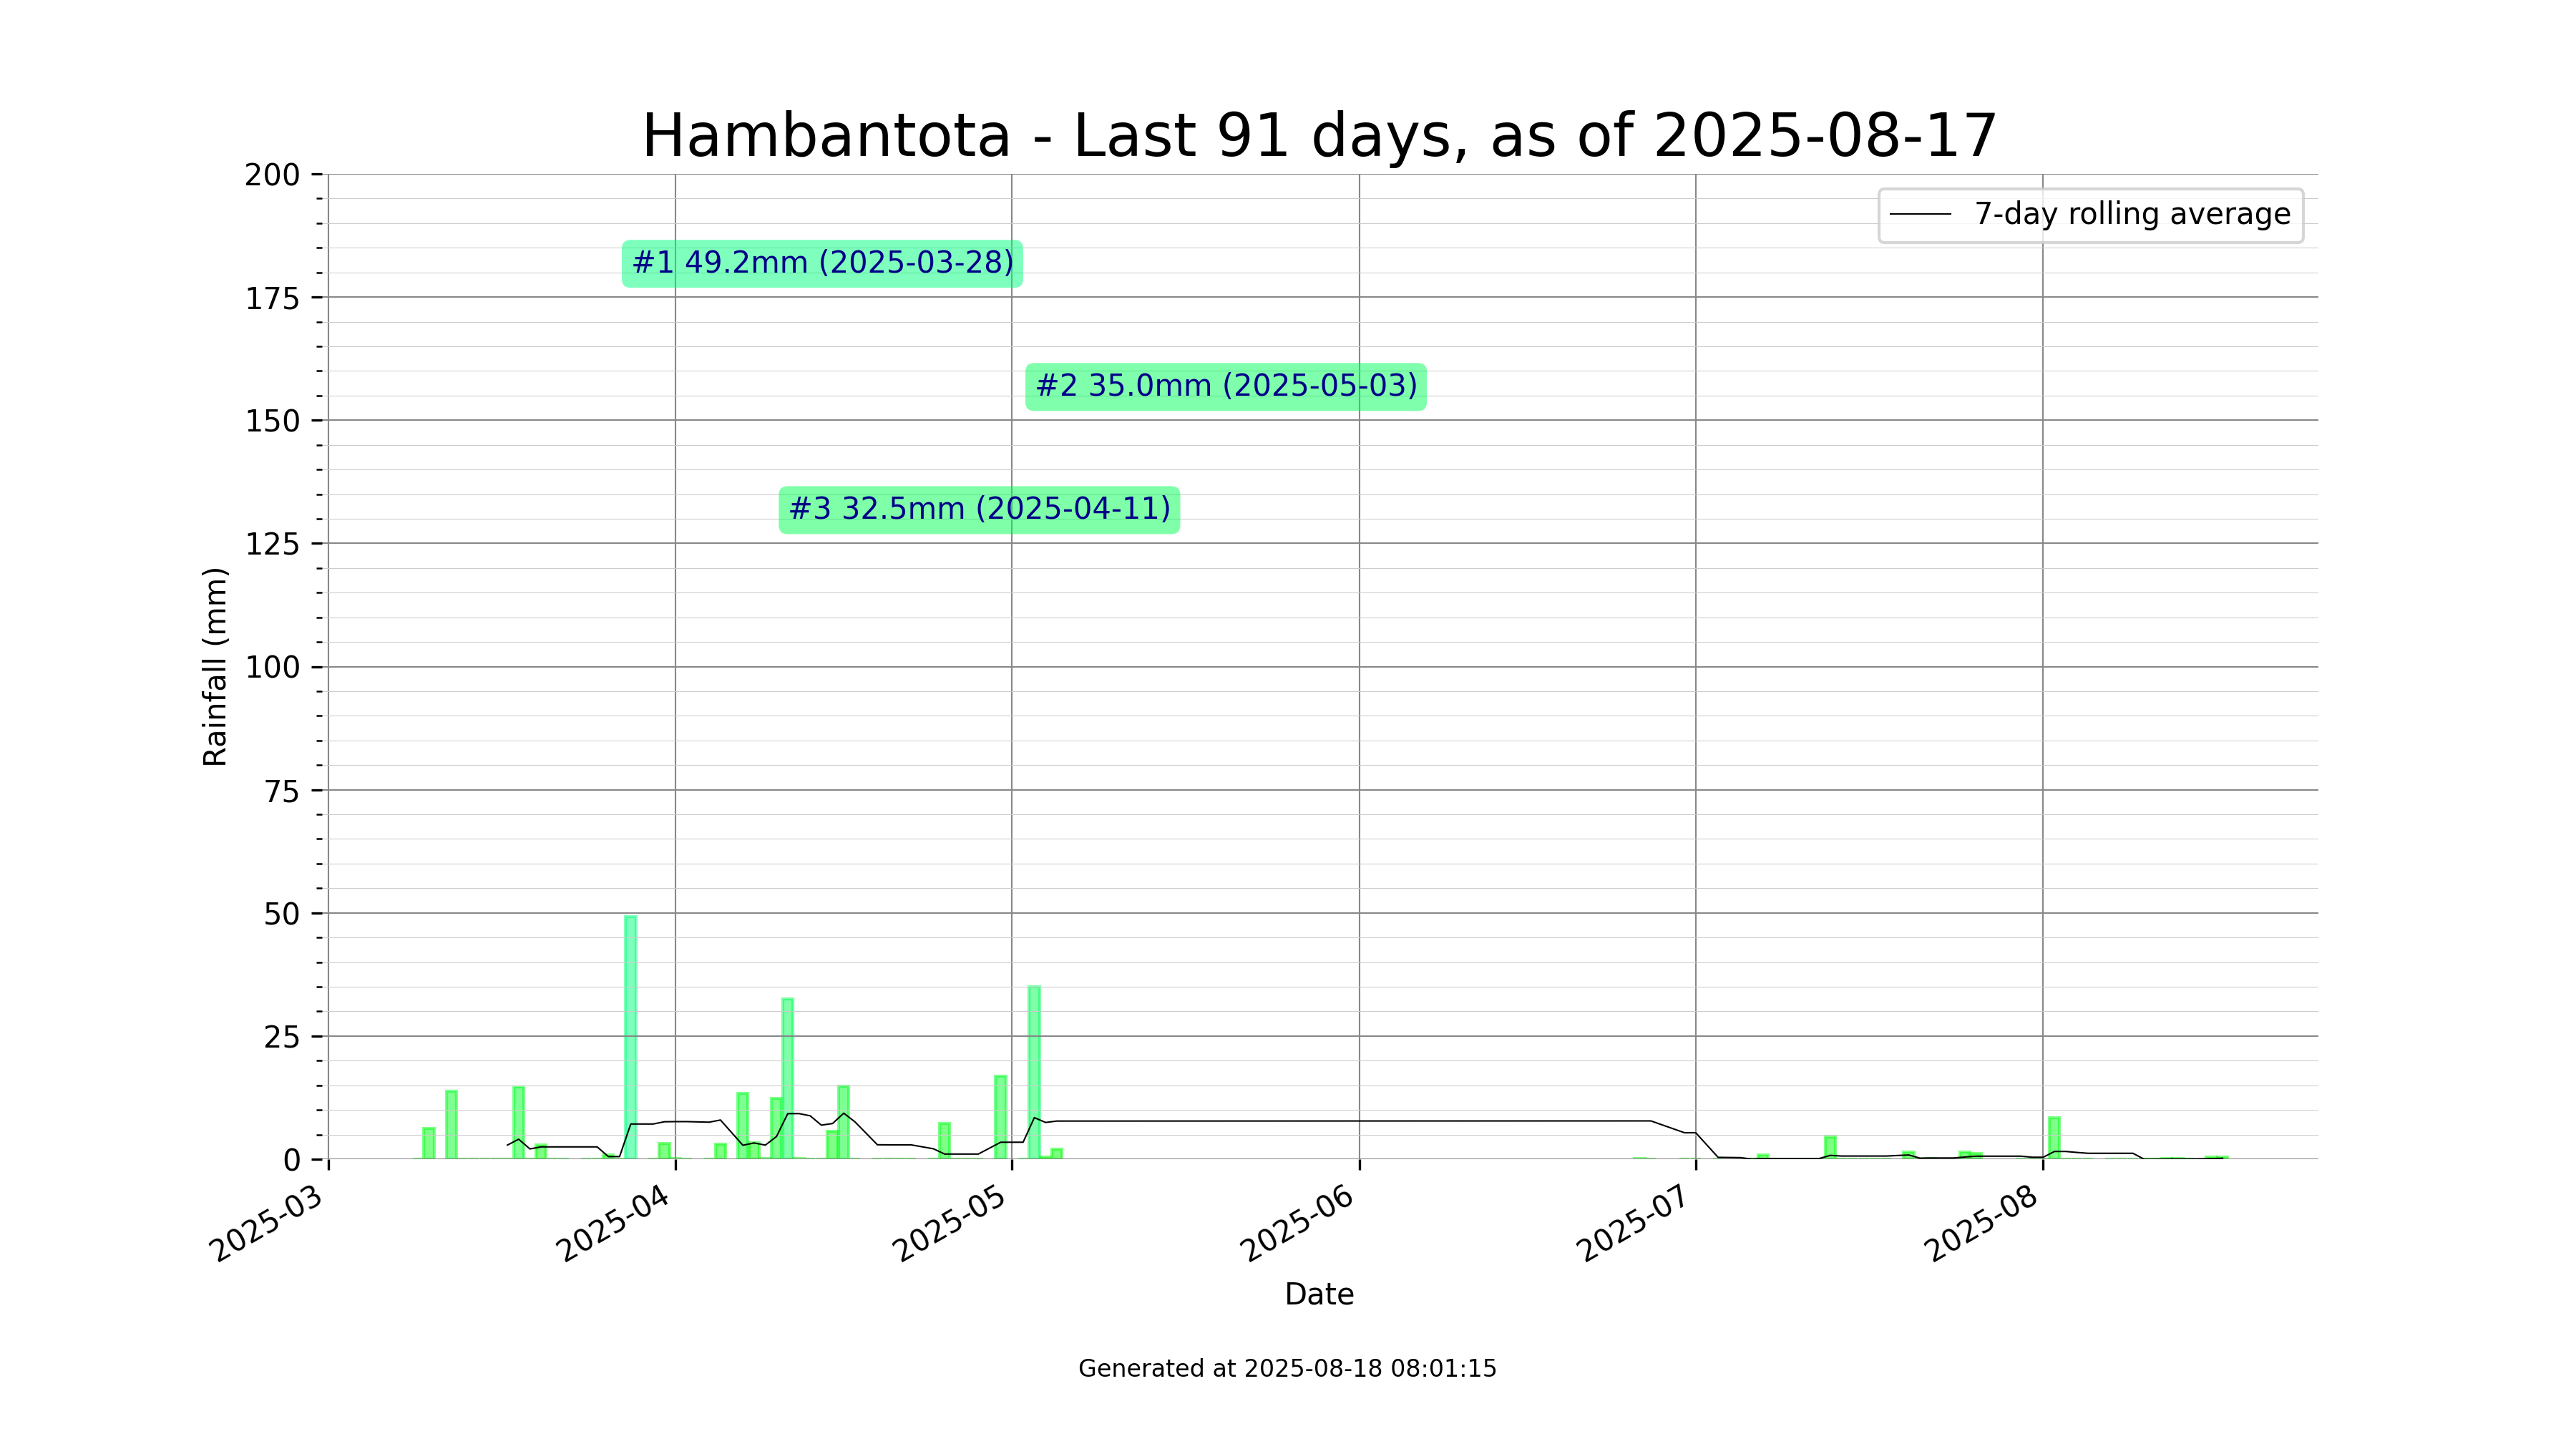 Hambantota - Last 91 days, as of 2025-08-17
200
175
150
125
100
75
50
25
0
Rainfall (mm)
7-day rolling average
#1 49.2mm (2025-03-28)
#2 35.0mm (2025-05-03)
#3 32.5mm (2025-04-11)
2025-03
2025-04
2025-05
2025-06
2025-07
2025-08
Date
Generated at 2025-08-18 08:01:15